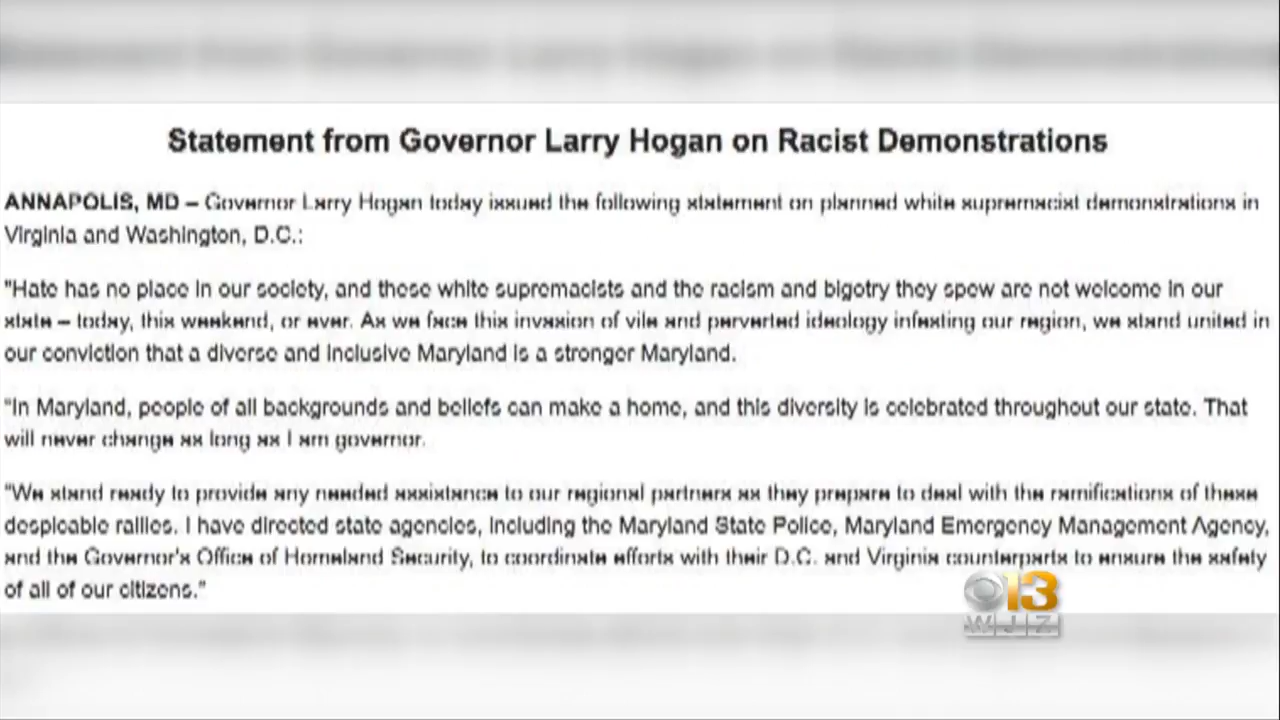 Statement from Governor Larry Hogan on Racist Demonstrations
ANNAPOLIS, MD – Governor Larry Hogan today issued the following statement on planned white supremacist demonstrations in
Virginia and Washington, D.C.:
"Hate has no place in our society, and these white supremacists and the racism and bigotry they spew are not welcome in our
state – today, this weekend, or ever. As we face this invasion of vile and perverted ideology infesting our region, we stand united in
our conviction that a diverse and inclusive Maryland is a stronger Maryland.
"In Maryland, people of all backgrounds and beliefs can make a home, and this diversity is celebrated throughout our state. That
will never change as long as I am governor.
"We stand ready to provide any needed assistance to our regional partners as they prepare to deal with the ramifications of these
despicable rallies. I have directed state agencies, including the Maryland State Police, Maryland Emergency Management Agency,
and the Governor's Office of Homeland Security, to coordinate efforts with their D.C. and Virginia counterparts to ensure the safety
of all of our citizens."
13
WJZ